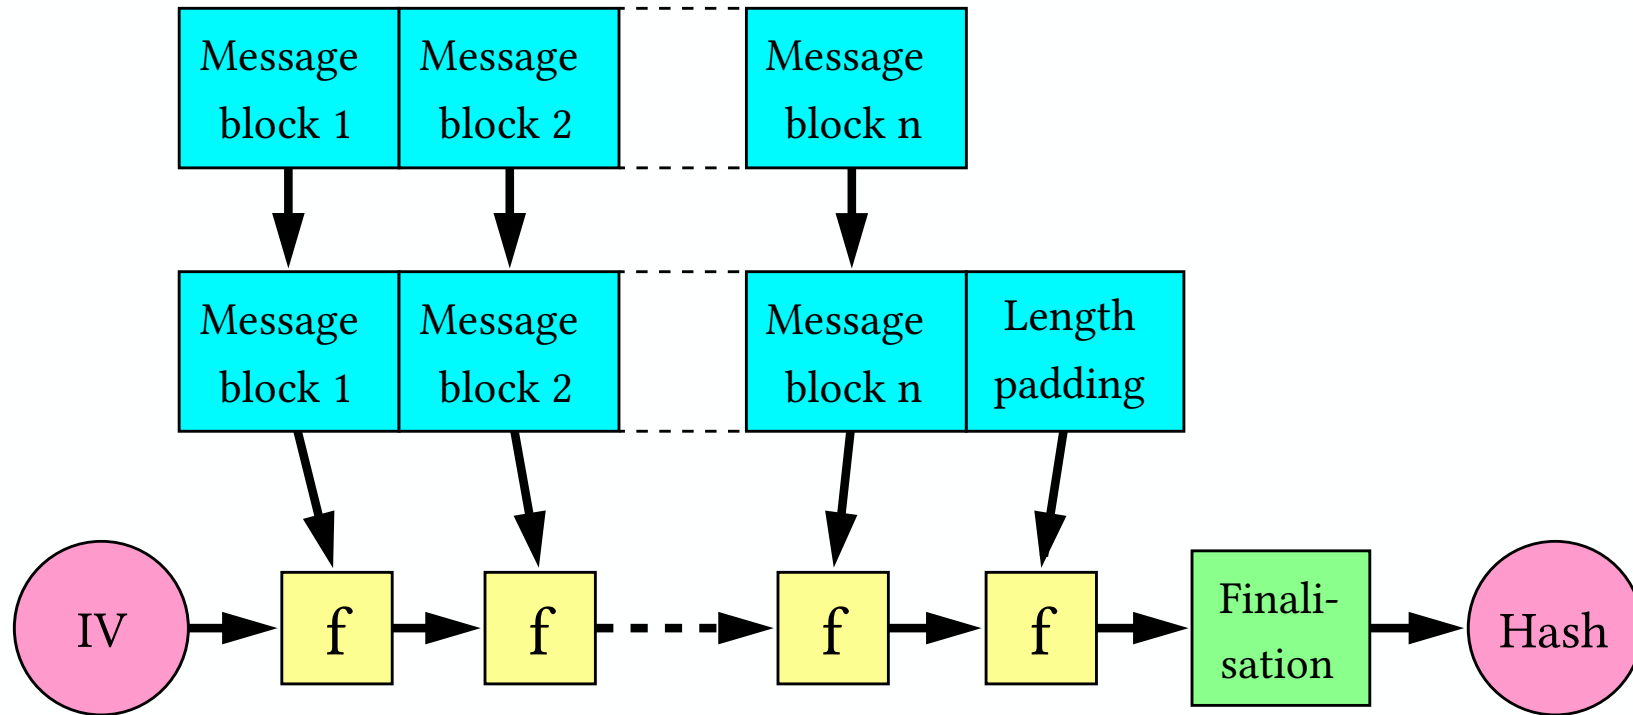 Message
block 1
Message
block 2
Message
block n
Message
block 1
Message
block 2
Message
block n
Length
padding
IV
f
f
f
f
Finali-
sation
Hash